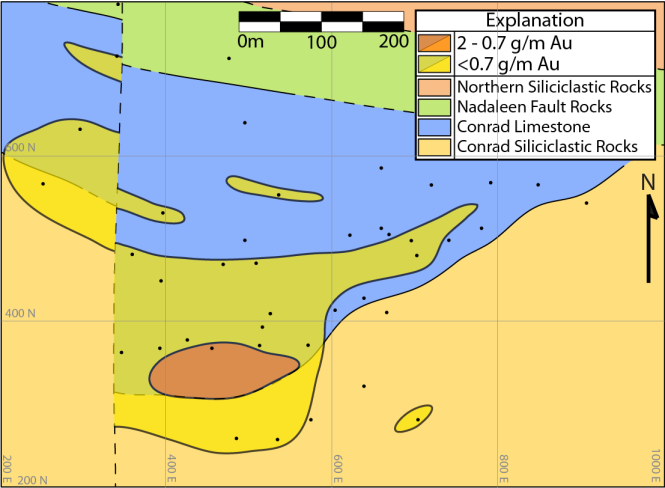 Explanation
2 - 0.7 g/m Au
<0.7 g/m Au
Northern Siliciclastic Rocks
Nadaleen Fault Rocks
Conrad Limestone
Conrad Siliciclastic Rocks
0m 100 200
N
600 N
400 N
200 N
200 E
400 E
600 E
800 E
1000 E